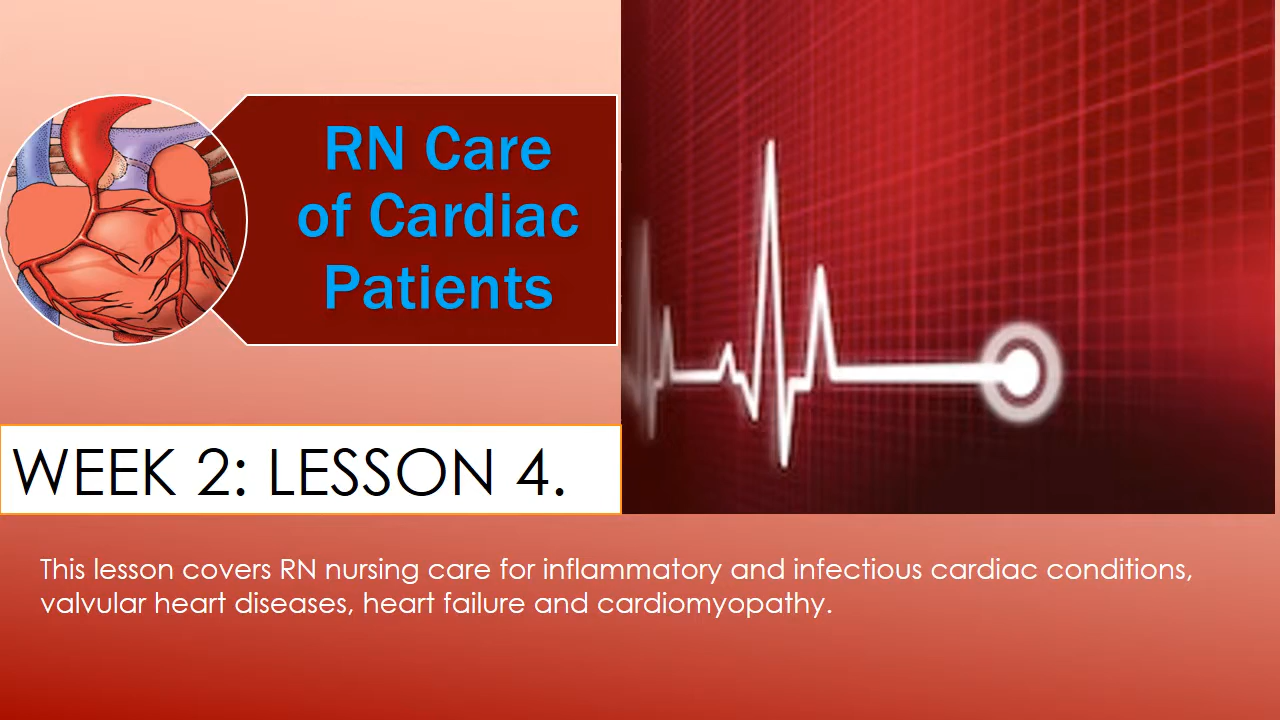 RN Care
of Cardiac
Patients
WEEK 2: LESSON 4.
This lesson covers RN nursing care for inflammatory and infectious cardiac conditions,
valvular heart diseases, heart failure and cardiomyopathy.